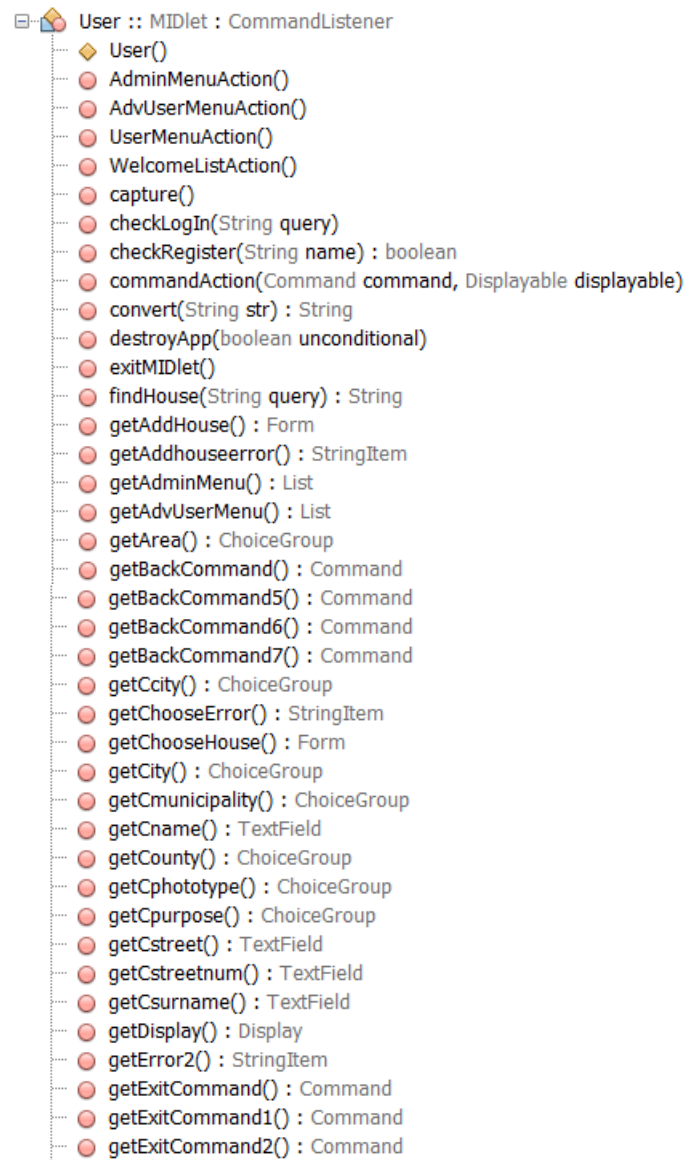 User :: MIDlet : CommandListener
User()
AdminMenuAction()
AdvUserMenuAction()
UserMenuAction()
WelcomeListAction()
capture()
checkLogIn(String query)
checkRegister(String name) : boolean
commandAction(Command command, Displayable displayable)
convert(String str) : String
destroyApp(boolean unconditional)
exitMIDlet()
findHouse(String query) : String
getAddHouse() : Form
getAddhouseerror() : StringItem
getAdminMenu() : List
getAdvUserMenu() : List
getArea() : ChoiceGroup
getBackCommand() : Command
getBackCommand5() : Command
getBackCommand6() : Command
getBackCommand7() : Command
getCcity() : ChoiceGroup
getChooseError() : StringItem
getChooseHouse() : Form
getCity() : ChoiceGroup
getCmunicipality() : ChoiceGroup
getCname() : TextField
getCounty() : ChoiceGroup
getCphototype() : ChoiceGroup
getCpurpose() : ChoiceGroup
getCstreet() : TextField
getCstreetnum() : TextField
getCsurname() : TextField
getDisplay() : Display
getError2() : StringItem
getExitCommand() : Command
getExitCommand1() : Command
getExitCommand2() : Command